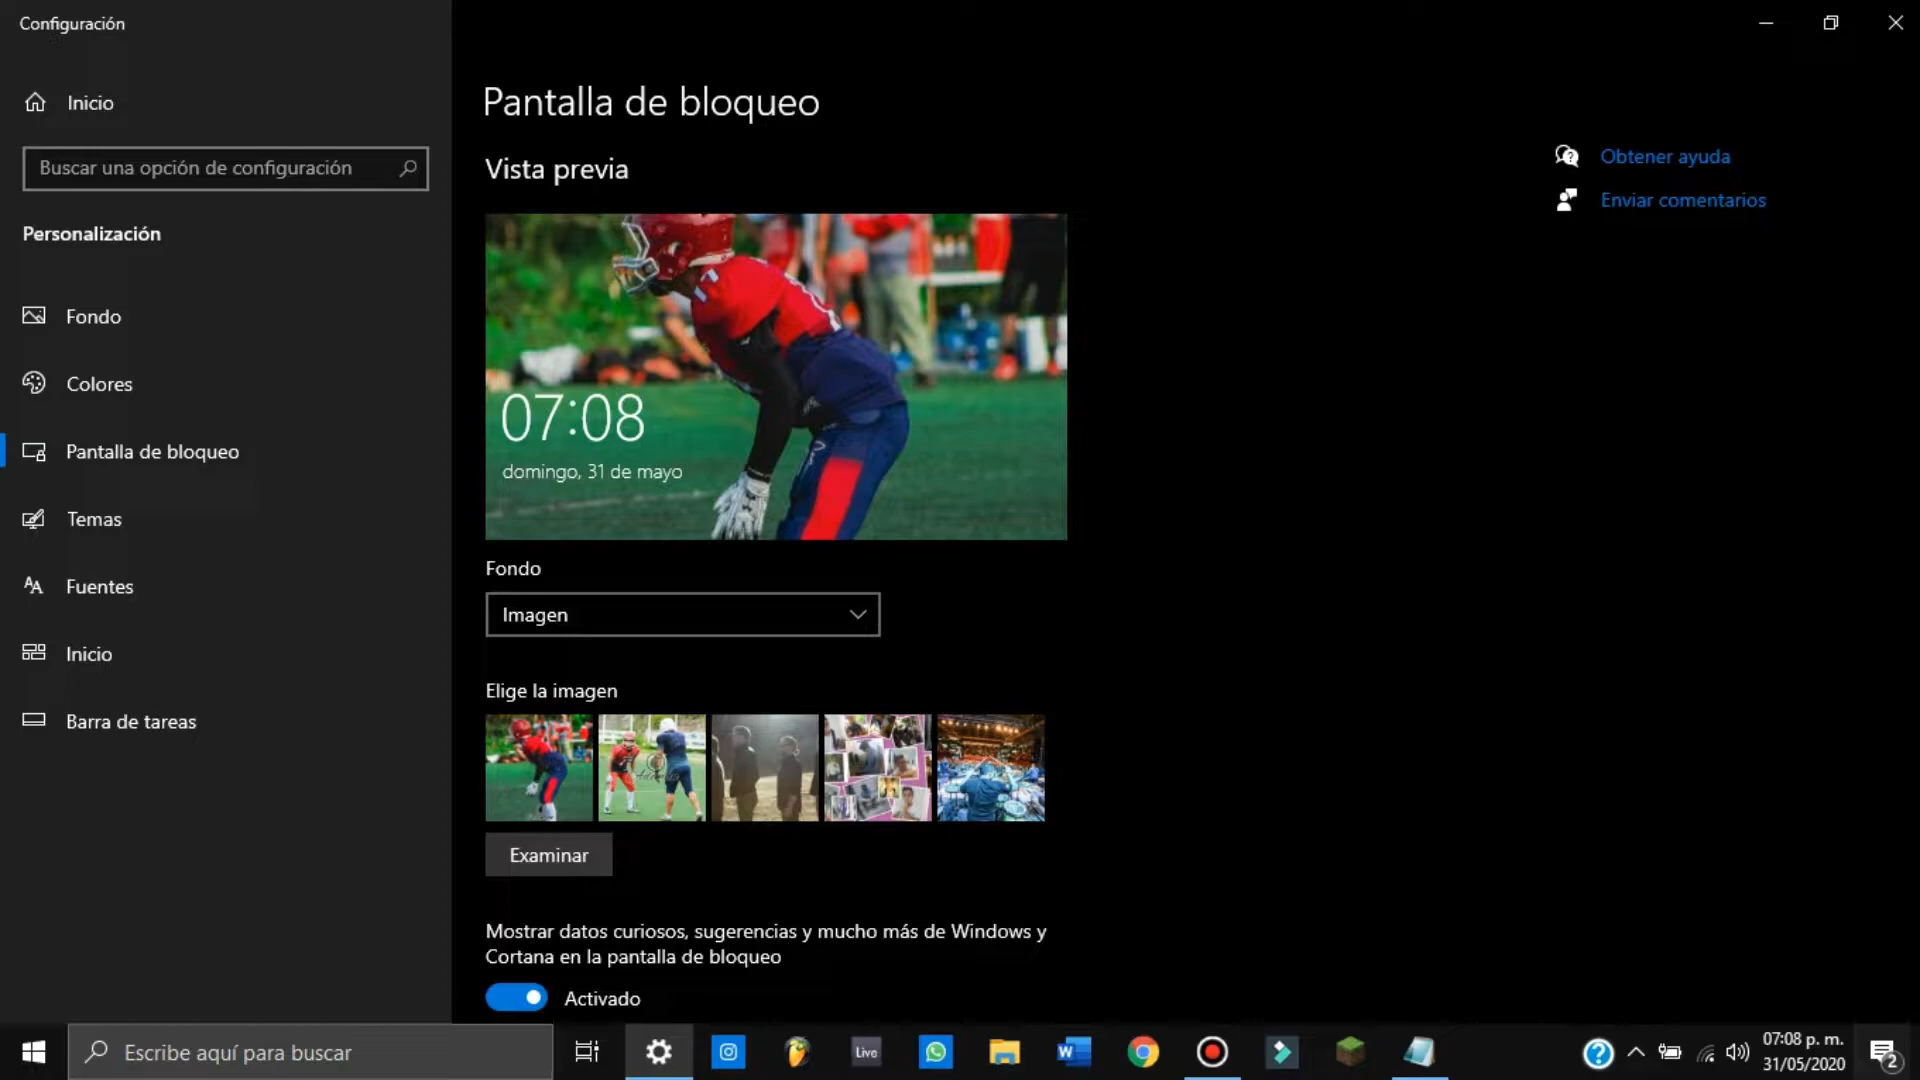 Configuración
Inicio
Buscar una opción de configuración
Personalización
Fondo
Colores
Pantalla de bloqueo
Temas
Fuentes
Inicio
Barra de tareas
Pantalla de bloqueo
Vista previa
07:08
domingo, 31 de mayo
Fondo
Imagen
Elige la imagen
Examinar
Mostrar datos curiosos, sugerencias y mucho más de Windows y
Cortana en la pantalla de bloqueo
Activado
Obtener ayuda
Enviar comentarios
Escribe aquí para buscar
Live
07:08 p. m.
31/05/2020
2